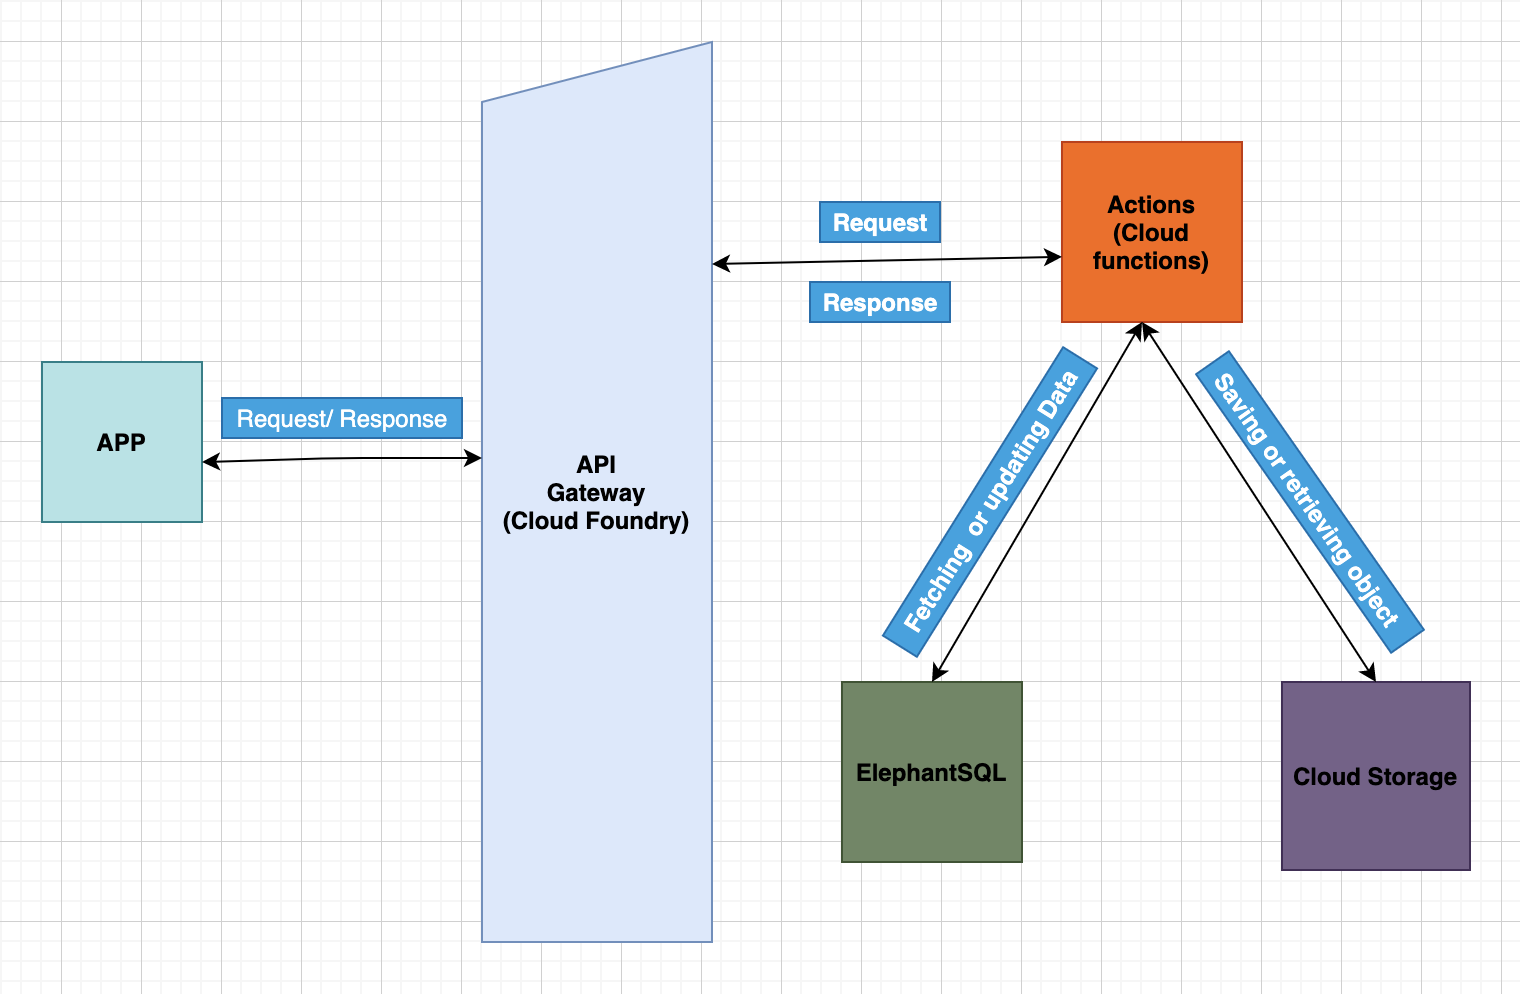 APP
Request/ Response
API
Gateway
(Cloud Foundry)
Request
Response
Actions
(Cloud
functions)
Fetching  or updating Data
Saving or retrieving object
ElephantSQL
Cloud Storage